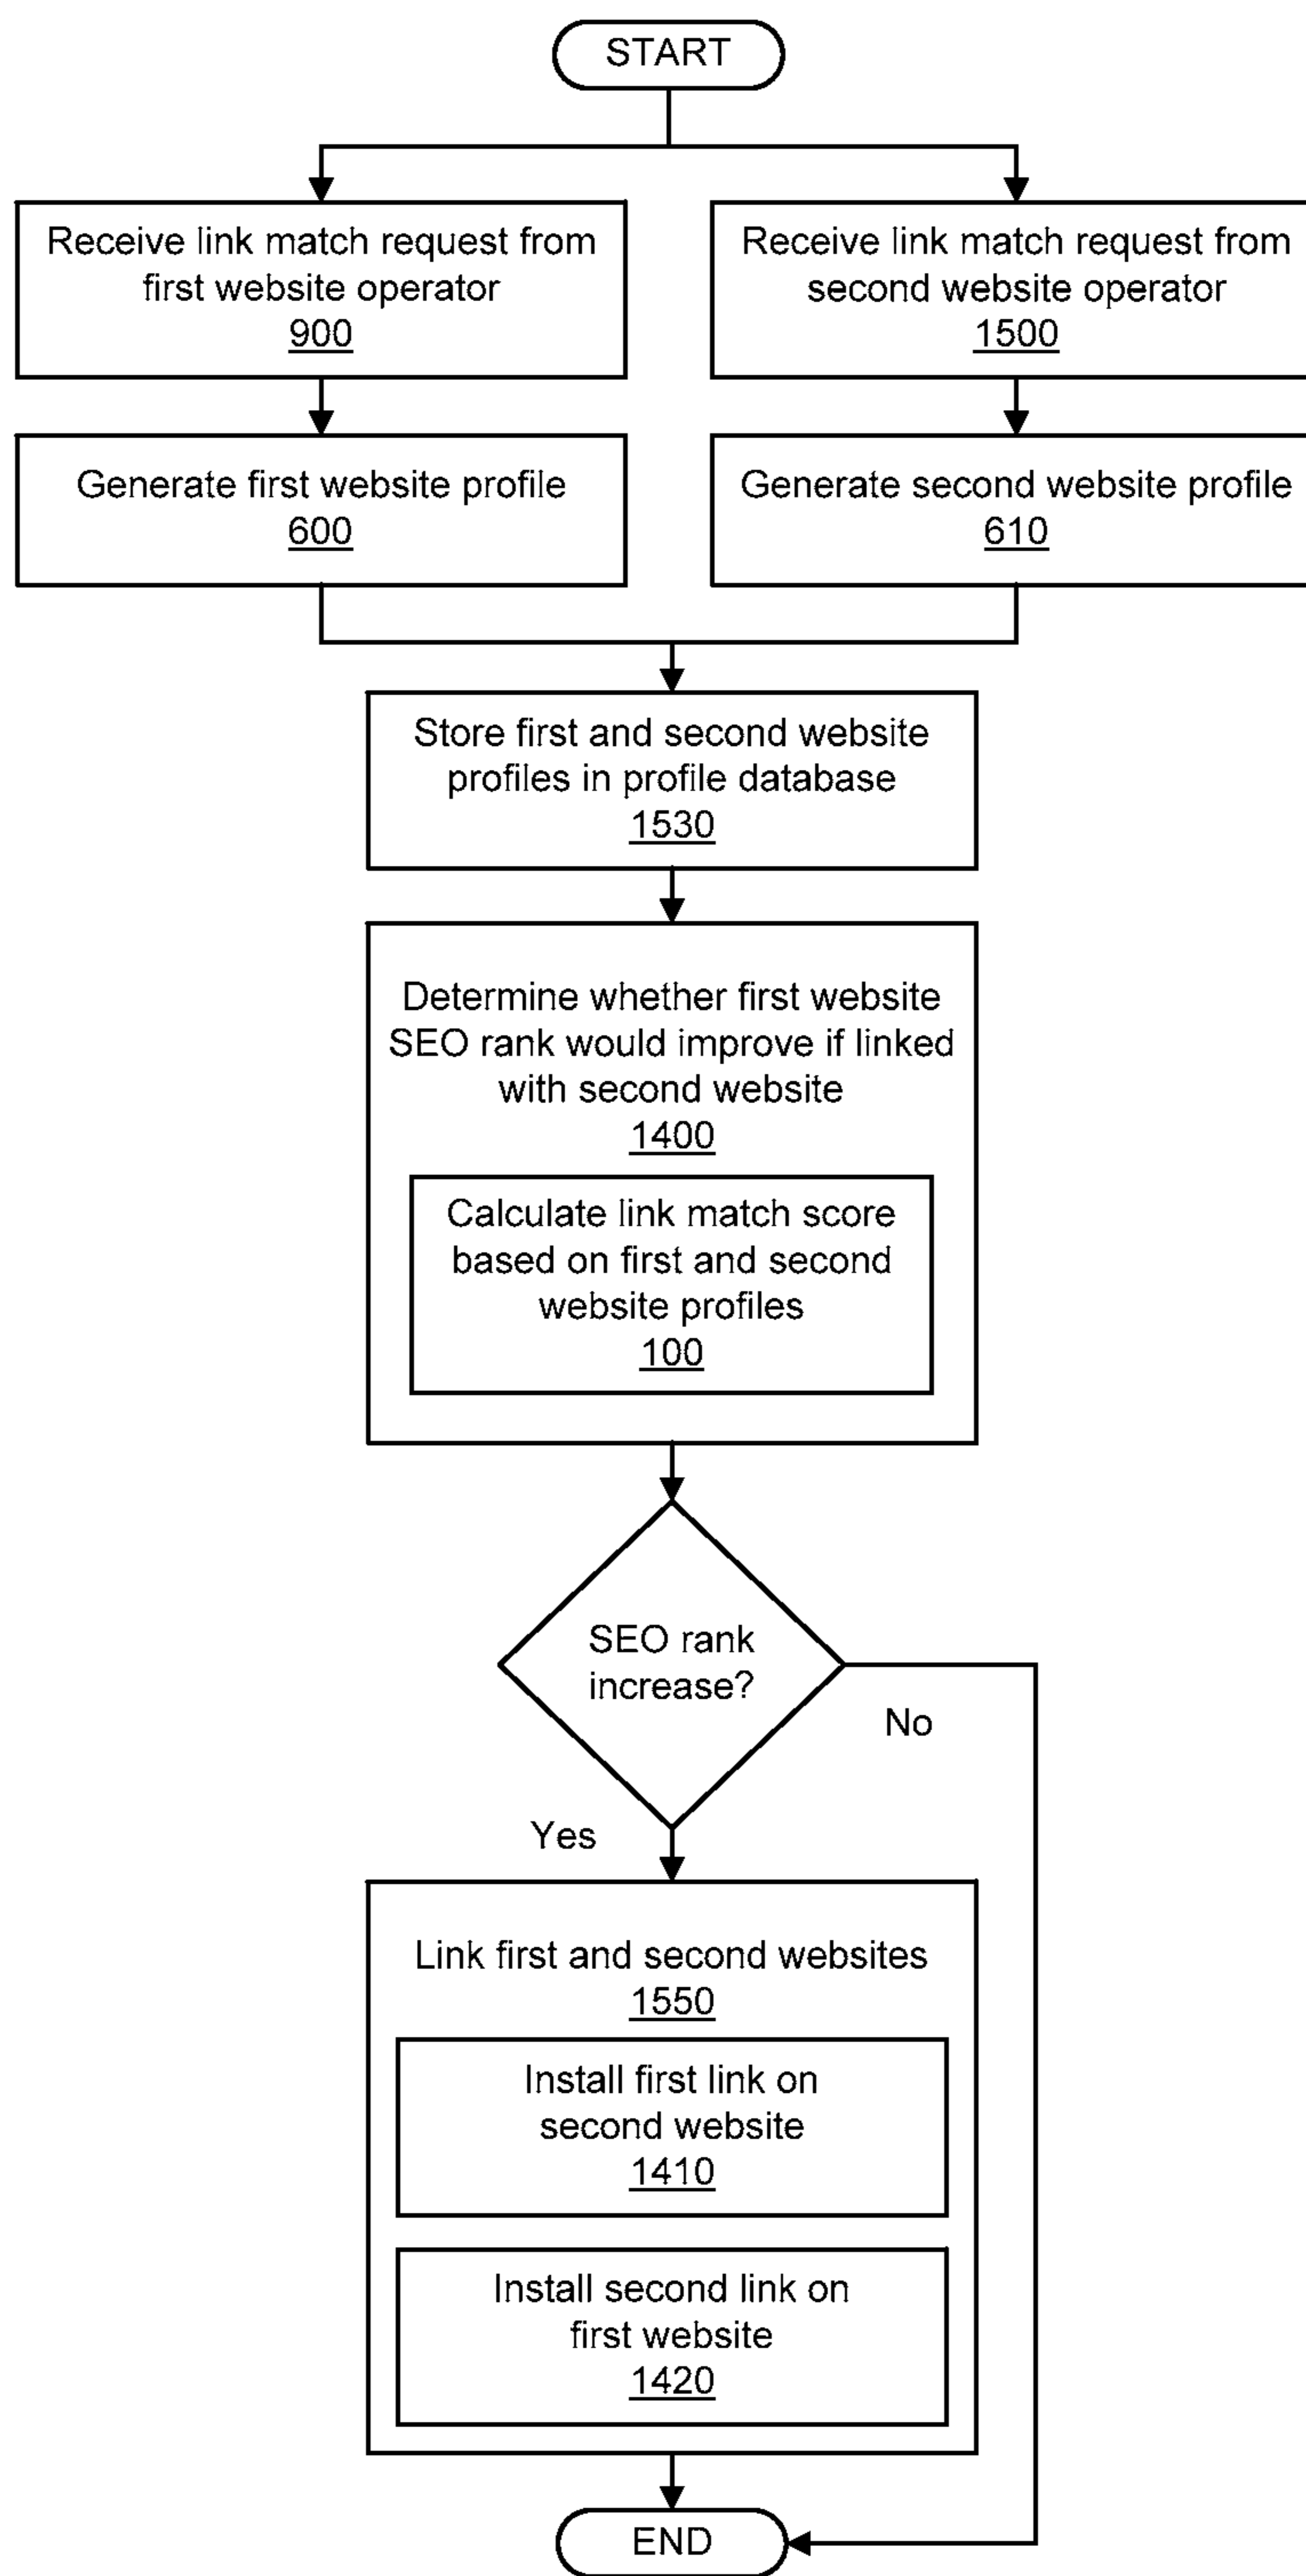 START
Receive link match request from
first website operator
900
Receive link match request from
second website operator
1500
Generate first website profile
600
Generate second website profile
610
Store first and second website
profiles in profile database
1530
Determine whether first website
SEO rank would improve if linked
with second website
1400
Calculate link match score
based on first and second
website profiles
100
SEO rank
increase?
No
Yes
Link first and second websites
1550
Install first link on
second website
1410
Install second link on
first website
1420
END